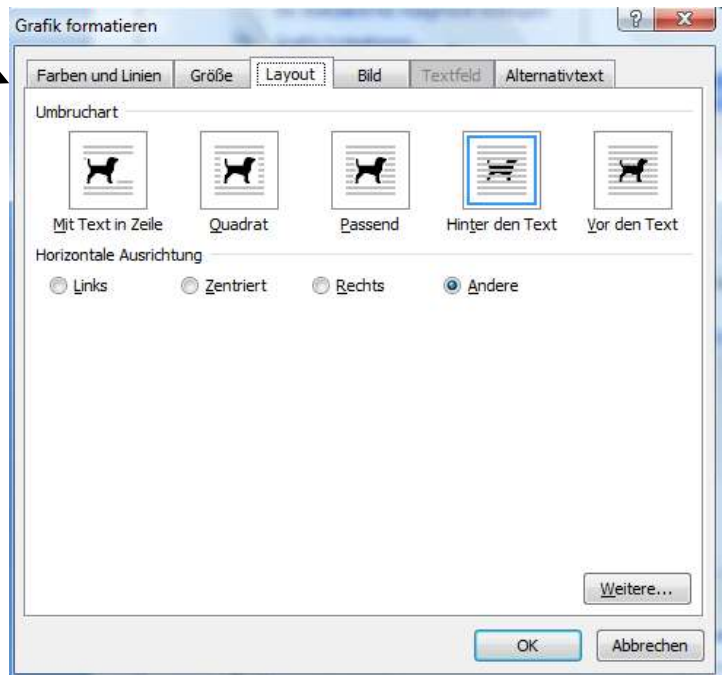 Grafik formatieren
Farben und Linien Größe Layout Bild Textfeld Alternativtext
Umbruchart
Mit Text in Zeile Quadrat Passend Hinter den Text Vor den Text
Horizontale Ausrichtung
Links Zentriert Rechts Andere
Weitere...
OK Abbrechen